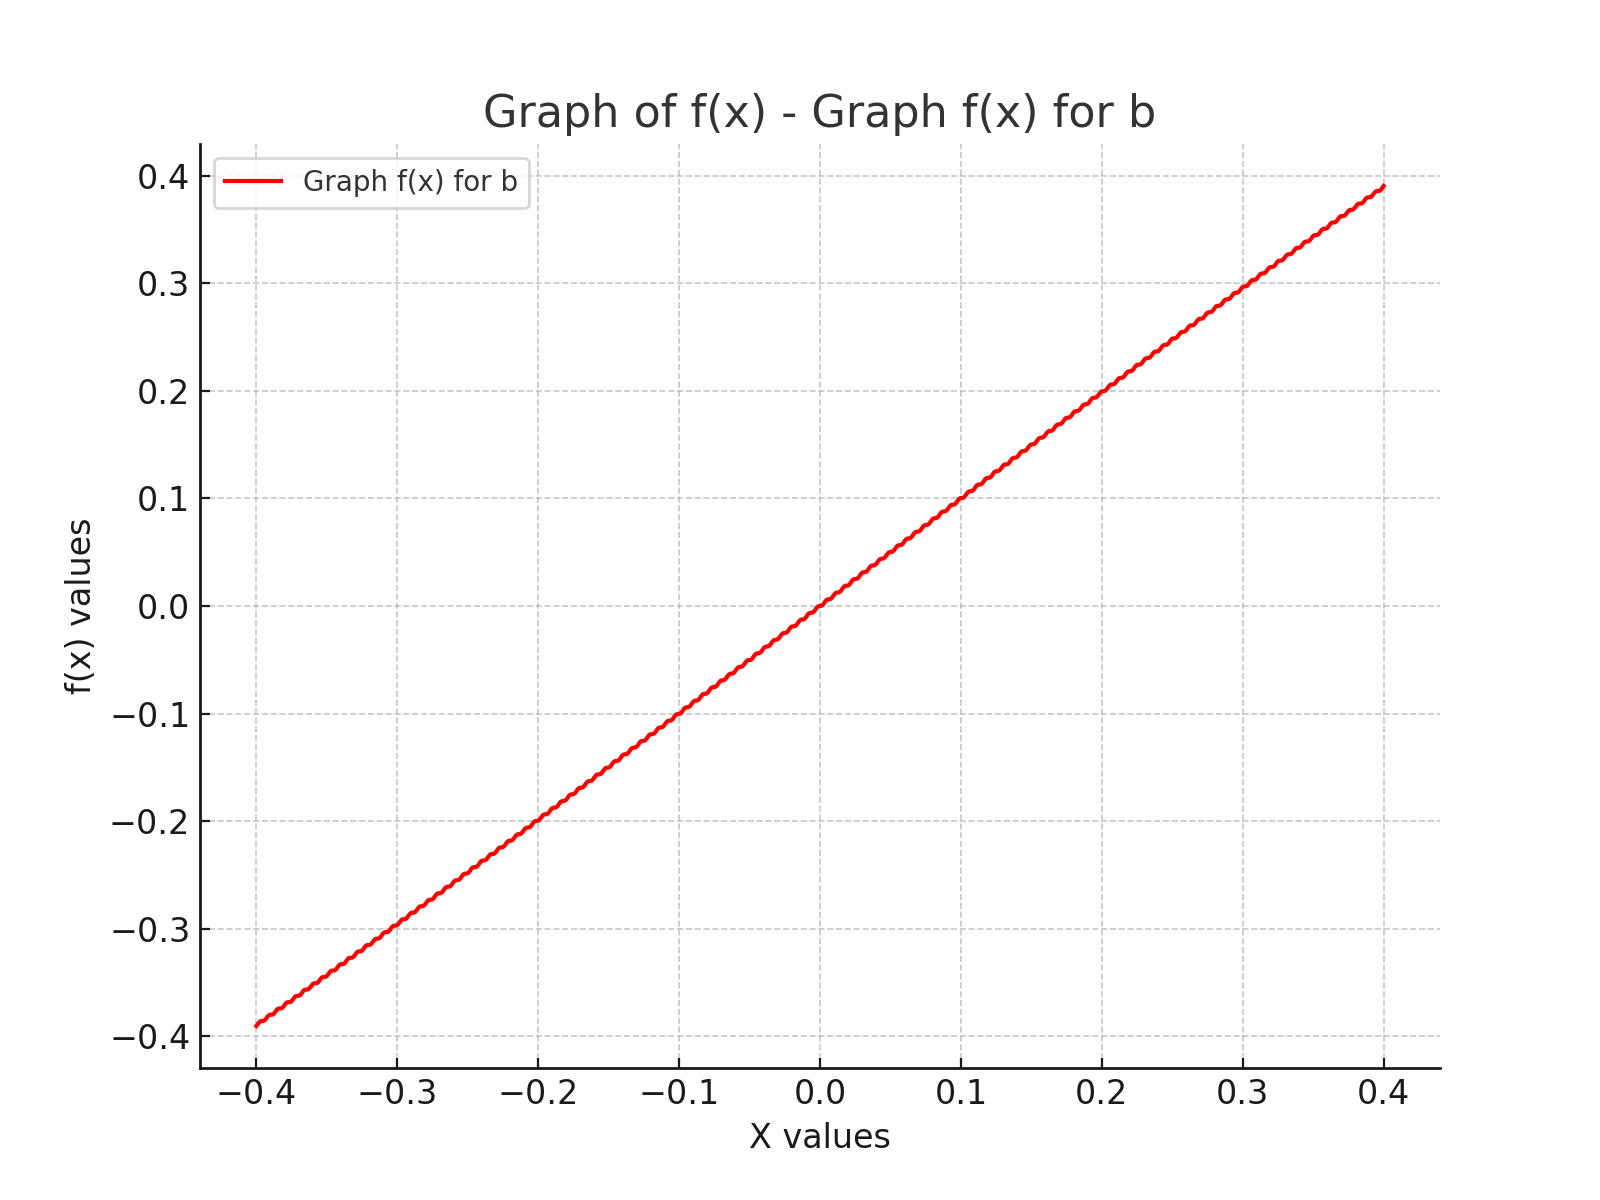 Graph of f(x) - Graph f(x) for b
Graph f(x) for b
0.4
0.3
0.2
0.1
0.0
−0.1
−0.2
−0.3
−0.4
f(x) values
−0.4 −0.3 −0.2 −0.1 0.0 0.1 0.2 0.3 0.4
X values